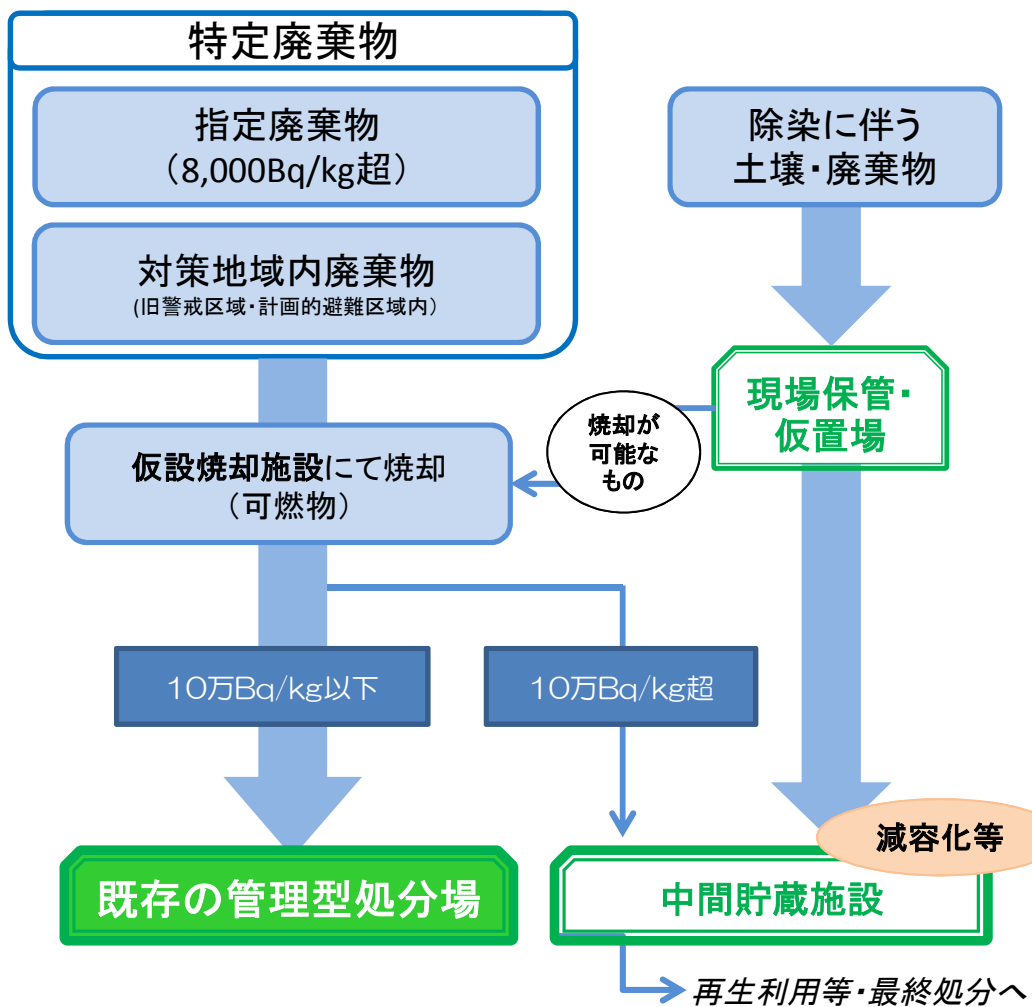 特定廃棄物
指定廃棄物
（8,000Bq/kg超）
対策地域内廃棄物
(旧警戒区域・計画的避難区域内）
除染に伴う
土壌・廃棄物
現場保管・
仮置場
焼却が
可能な
もの
仮設焼却施設にて焼却
（可燃物）
10万Bq/kg以下
10万Bq/kg超
減容化等
既存の管理型処分場
中間貯蔵施設
再生利用等・最終処分へ